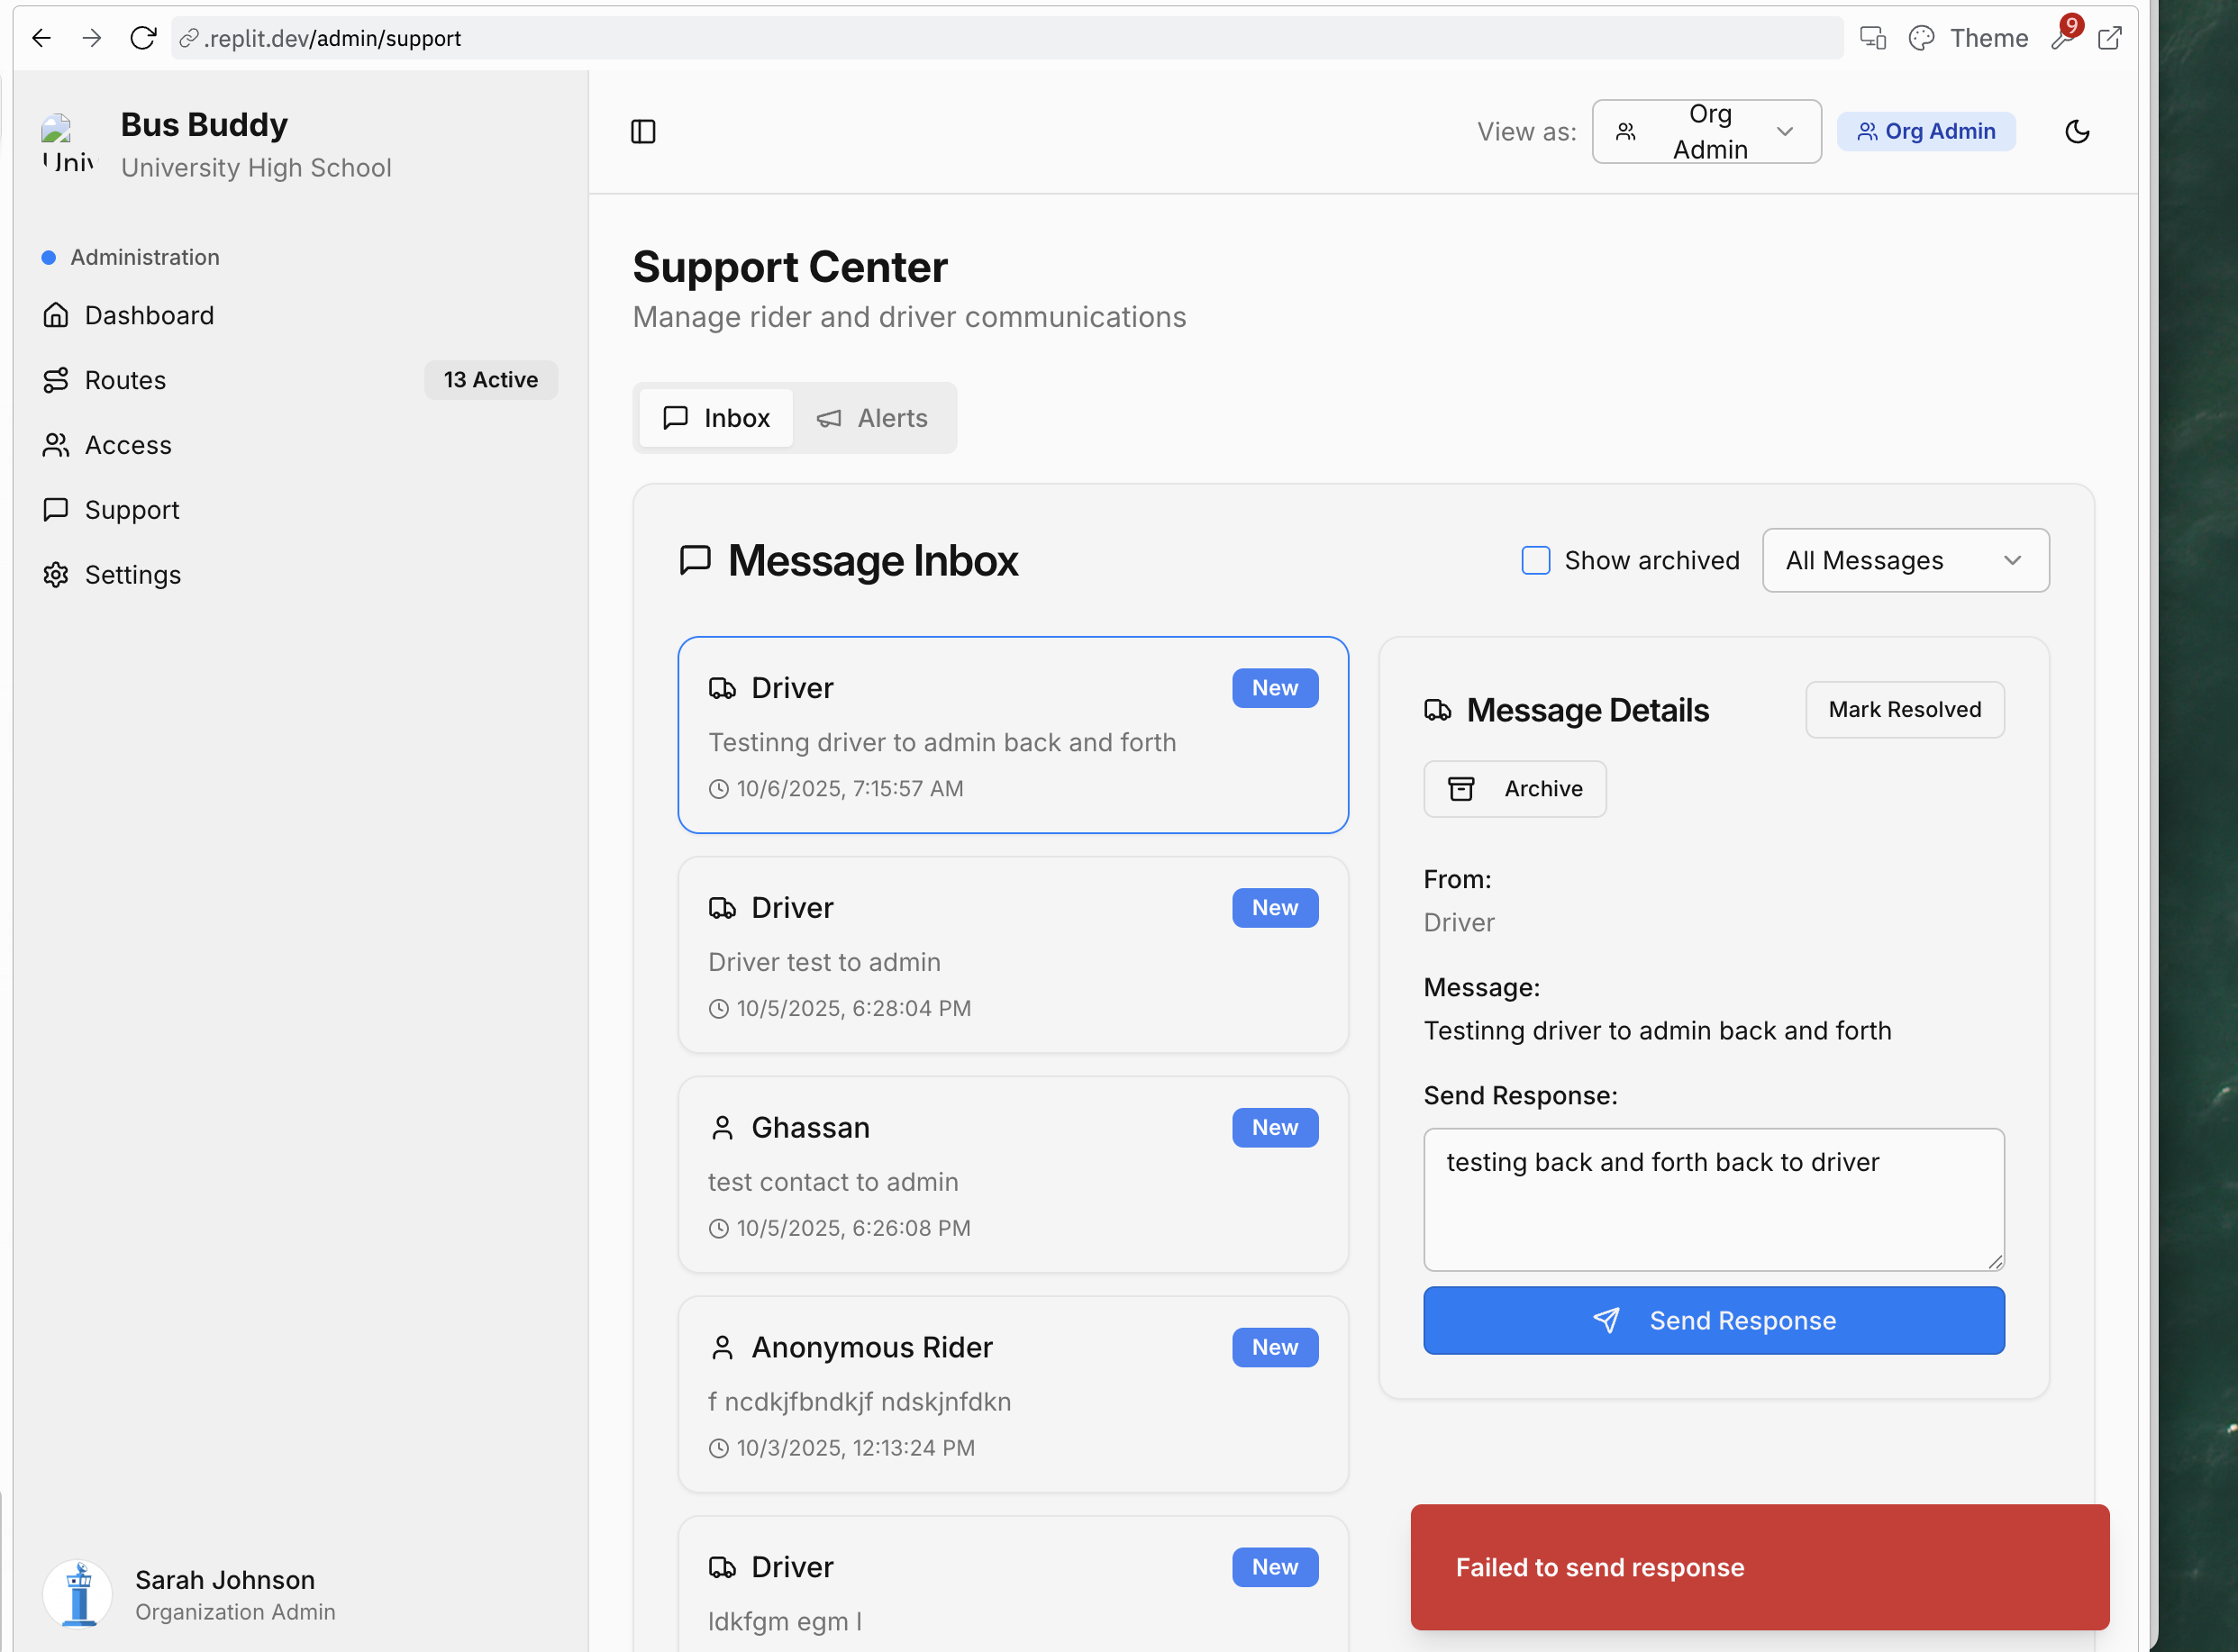 .replit.dev/admin/support
Theme
9
Univ
Bus Buddy
University High School
Administration
Dashboard
Routes
13 Active
Access
Support
Settings
View as:
Org
Admin
Org Admin
Support Center
Manage rider and driver communications
Inbox
Alerts
Message Inbox
Show archived
All Messages
Driver
New
Testinng driver to admin back and forth
10/6/2025, 7:15:57 AM
Driver
New
Driver test to admin
10/5/2025, 6:28:04 PM
Ghassan
New
test contact to admin
10/5/2025, 6:26:08 PM
Anonymous Rider
New
f ncdkjfbndkjf ndskjnfdkn
10/3/2025, 12:13:24 PM
Driver
New
ldkfgm egm l
Message Details
Mark Resolved
Archive
From:
Driver
Message:
Testinng driver to admin back and forth
Send Response:
testing back and forth back to driver
Send Response
Failed to send response
Sarah Johnson
Organization Admin